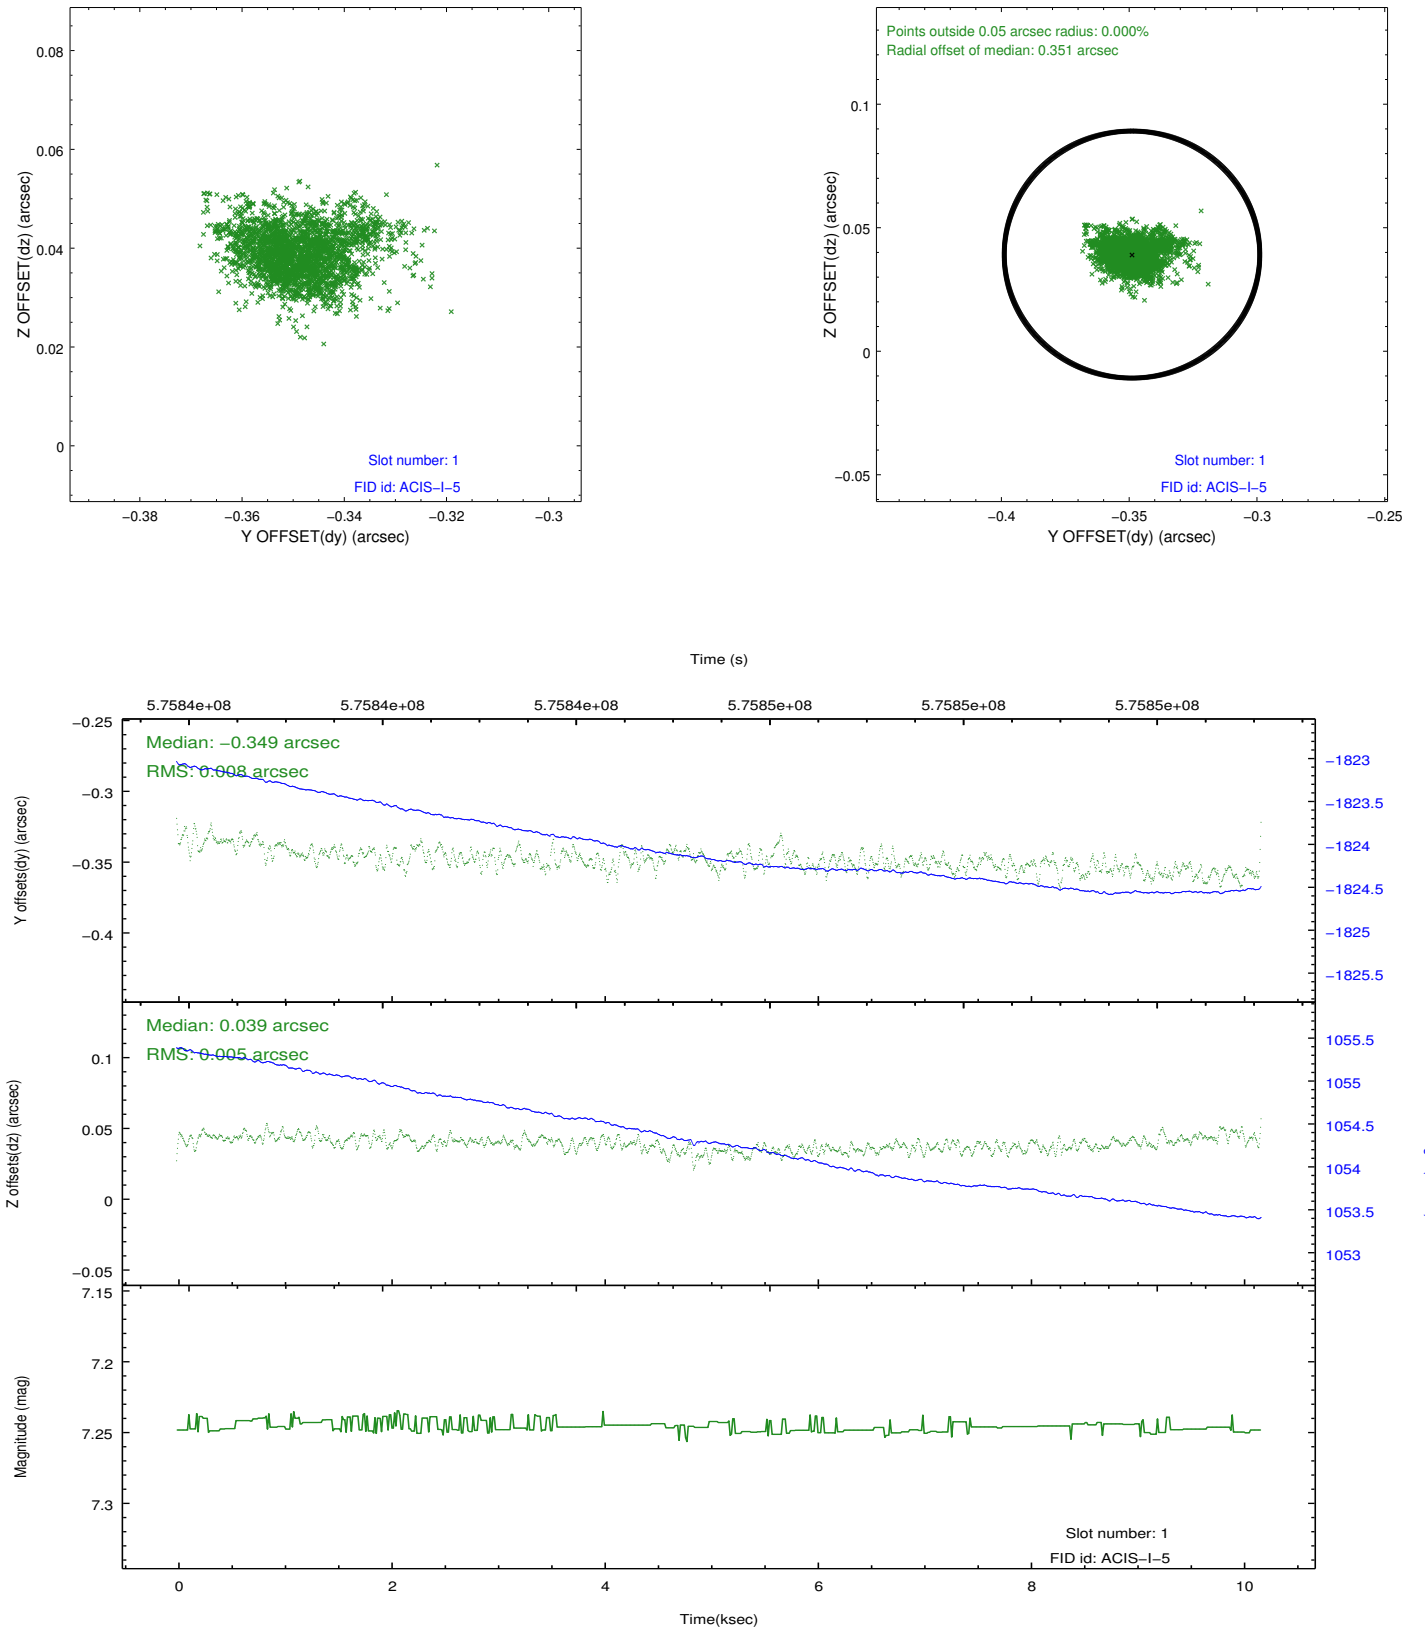 0.08
0.06
0.04
0.02
0
Z OFFSET(dz) (arcsec)
Slot number: 1
FID id: ACIS−I−5
−0.38
−0.36
−0.34
−0.32
−0.3
Y OFFSET(dy) (arcsec)
Points outside 0.05 arcsec radius: 0.000%
Radial offset of median: 0.351 arcsec
0.1
0.05
0
−0.05
Z OFFSET(dz) (arcsec)
Slot number: 1
FID id: ACIS−I−5
−0.4
−0.35
−0.3
−0.25
Y OFFSET(dy) (arcsec)
Time (s)
5.7584e+08
5.7584e+08
5.7584e+08
5.7585e+08
5.7585e+08
5.7585e+08
−0.25
−0.3
−0.35
−0.4
Y offsets(dy) (arcsec)
Median: −0.349 arcsec
RMS: 0.008 arcsec
−1823
−1823.5
−1824
−1824.5
−1825
−1825.5
0.1
0.05
0
−0.05
Z offsets(dz) (arcsec)
Median: 0.039 arcsec
RMS: 0.005 arcsec
1055.5
1055
1054.5
1054
1053.5
1053
7.15
7.2
7.25
7.3
Magnitude (mag)
Slot number: 1
FID id: ACIS−I−5
0
2
4
6
8
10
Time(ksec)